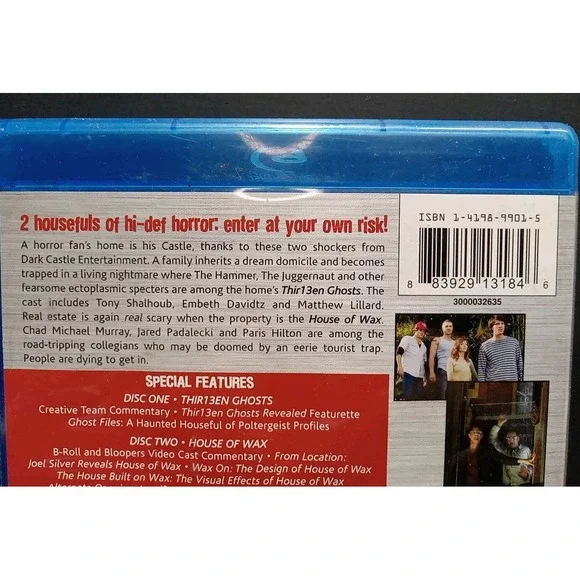 2 housefuls of hi-def horror: enter at your own risk!
A horror fan's home is his Castle, thanks to these two shockers from
Dark Castle Entertainment. A family inherits a dream domicile and becomes
trapped in a living nightmare where The Hammer, The Juggernaut and other
fearsome ectoplasmic specters are among the home's Thir13en Ghosts. The
cast includes Tony Shalhoub, Embeth Davidtz and Matthew Lillard.
Real estate is again real scary when the property is the House of Wax.
Chad Michael Murray, Jared Padalecki and Paris Hilton are among the
road-tripping collegians who may be doomed by an eerie tourist trap.
People are dying to get in.
SPECIAL FEATURES
DISC ONE • THIR13EN GHOSTS
Creative Team Commentary • Thir13en Ghosts Revealed Featurette
Ghost Files: A Haunted Houseful of Poltergeist Profiles
DISC TWO • HOUSE OF WAX
B-Roll and Bloopers Video Cast Commentary • From Location:
Joel Silver Reveals House of Wax • Wax On: The Design of House of Wax
The House Built on Wax: The Visual Effects of House of Wax
ISBN 1-4198-9901-5
8 83929 13184 6
3000032635